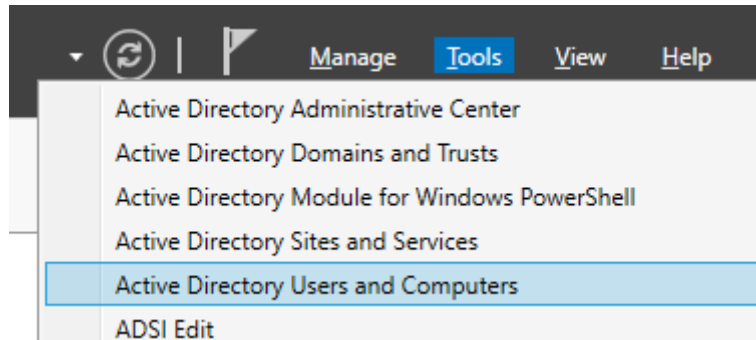 Manage Tools View Help
Active Directory Administrative Center
Active Directory Domains and Trusts
Active Directory Module for Windows PowerShell
Active Directory Sites and Services
Active Directory Users and Computers
ADSI Edit